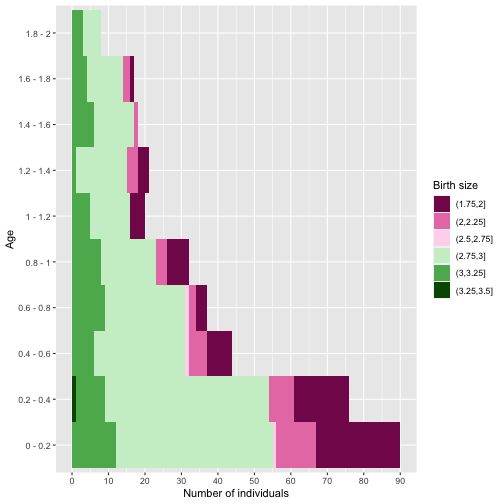 1.8 - 2
1.6 - 1.8
1.4 - 1.6
1.2 - 1.4
1 - 1.2
0.8 - 1
0.6 - 0.8
0.4 - 0.6
0.2 - 0.4
0 - 0.2
Age
0 10 20 30 40 50 60 70 80 90
Number of individuals
Birth size
(1.75,2]
(2,2.25]
(2.5,2.75]
(2.75,3]
(3,3.25]
(3.25,3.5]